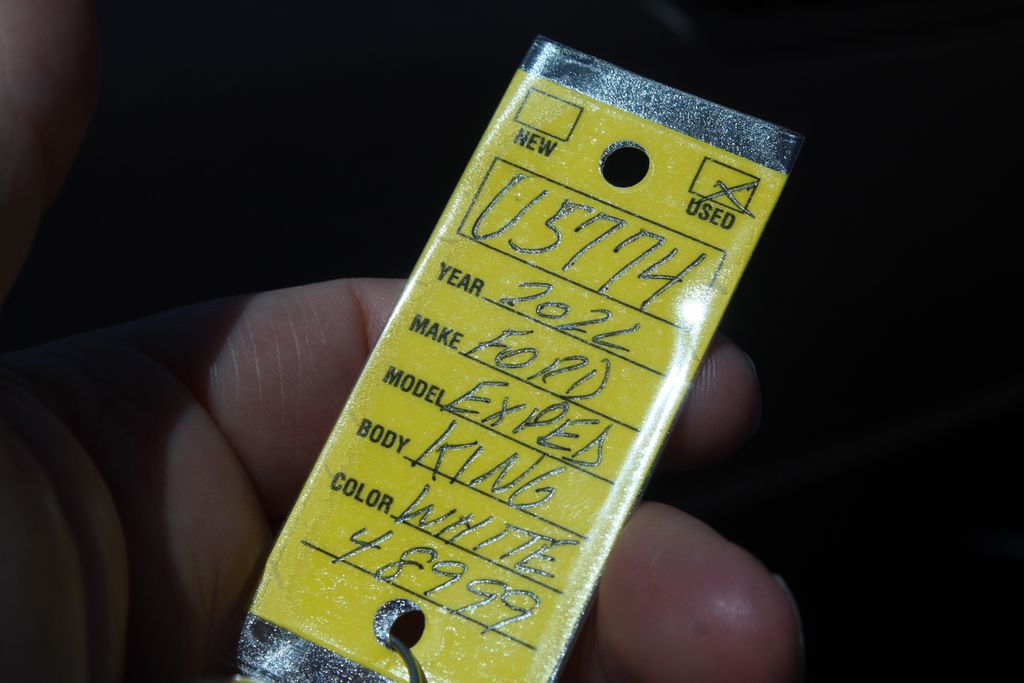 NEW
X USED
U5774
YEAR 2022
MAKE FORD
MODEL EXPED
BODY KING
COLOR WHITE
48999